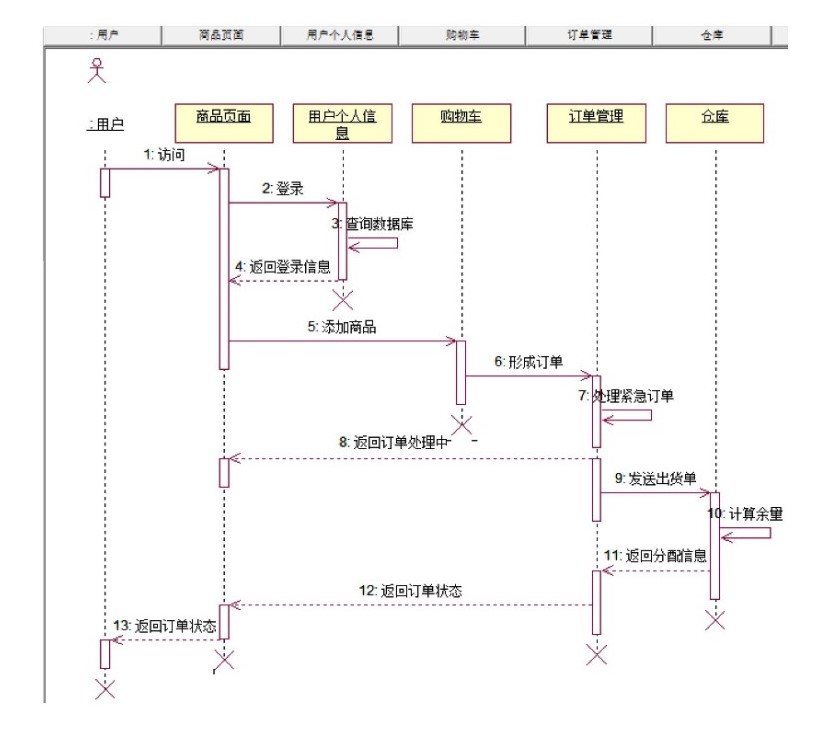 : 用户 商品页面 用户个人信息 购物车 订单管理 仓库
: 用户
商品页面
用户个人信
息
购物车
订单管理
仓库
1: 访问
2: 登录
3: 查询数据库
4: 返回登录信息
5: 添加商品
6: 形成订单
7: 处理紧急订单
8: 返回订单处理中
9: 发送出货单
10: 计算余量
11: 返回分配信息
12: 返回订单状态
13: 返回订单状态